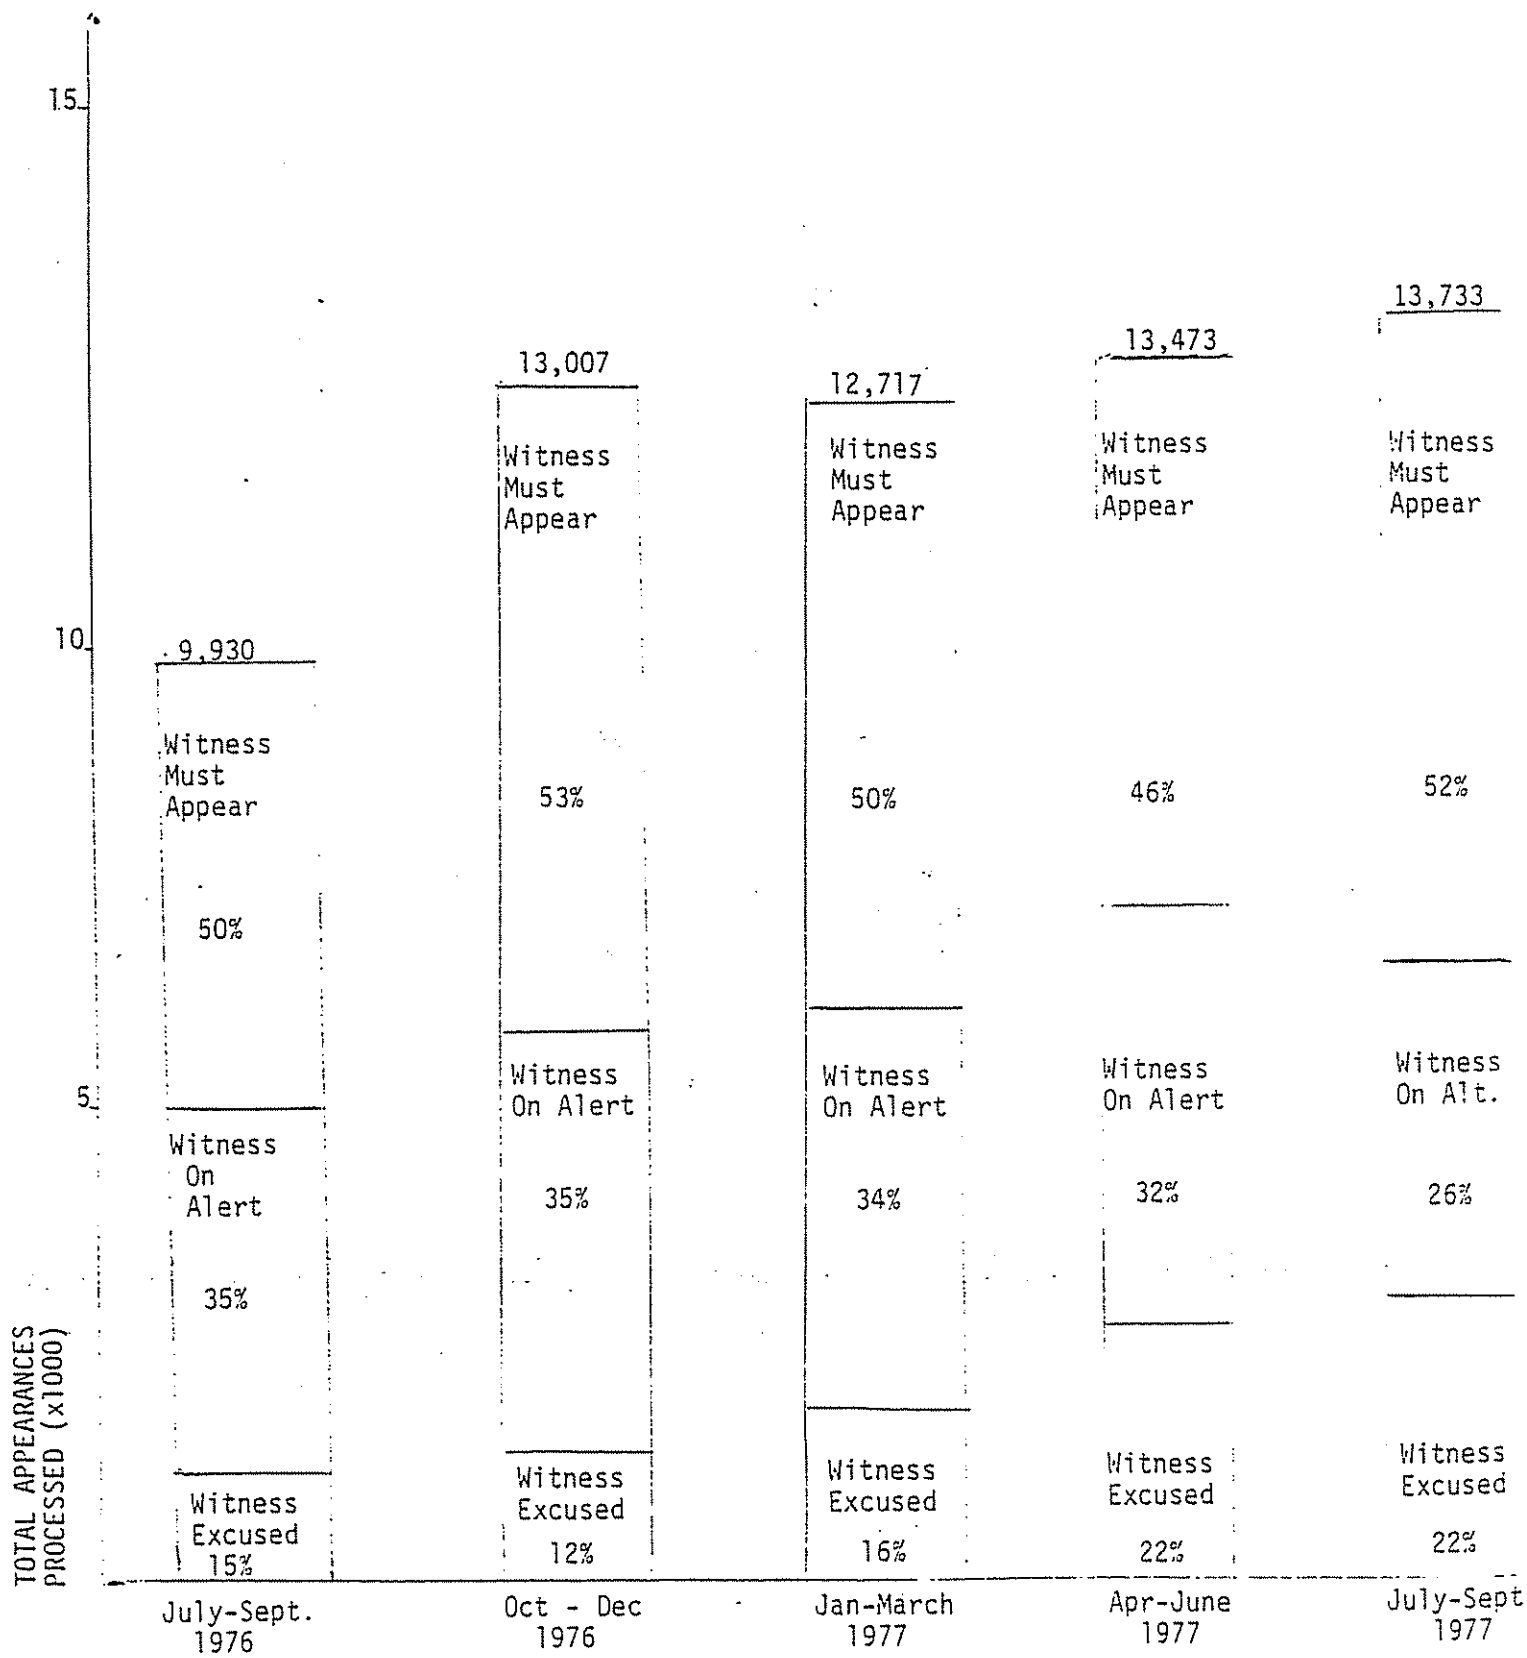 15
10
5
TOTAL APPEARANCES
PROCESSED (x1000)
9,930
Witness
Must
Appear
50%
Witness
On
Alert
35%
Witness
Excused
15%
July-Sept.
1976
13,007
Witness
Must
Appear
53%
Witness
On Alert
35%
Witness
Excused
12%
Oct - Dec
1976
12,717
Witness
Must
Appear
50%
Witness
On Alert
34%
Witness
Excused
16%
Jan-March
1977
13,473
Witness
Must
Appear
46%
Witness
On Alert
32%
Witness
Excused
22%
Apr-June
1977
13,733
Witness
Must
Appear
52%
Witness
On Alt.
26%
Witness
Excused
22%
July-Sept
1977